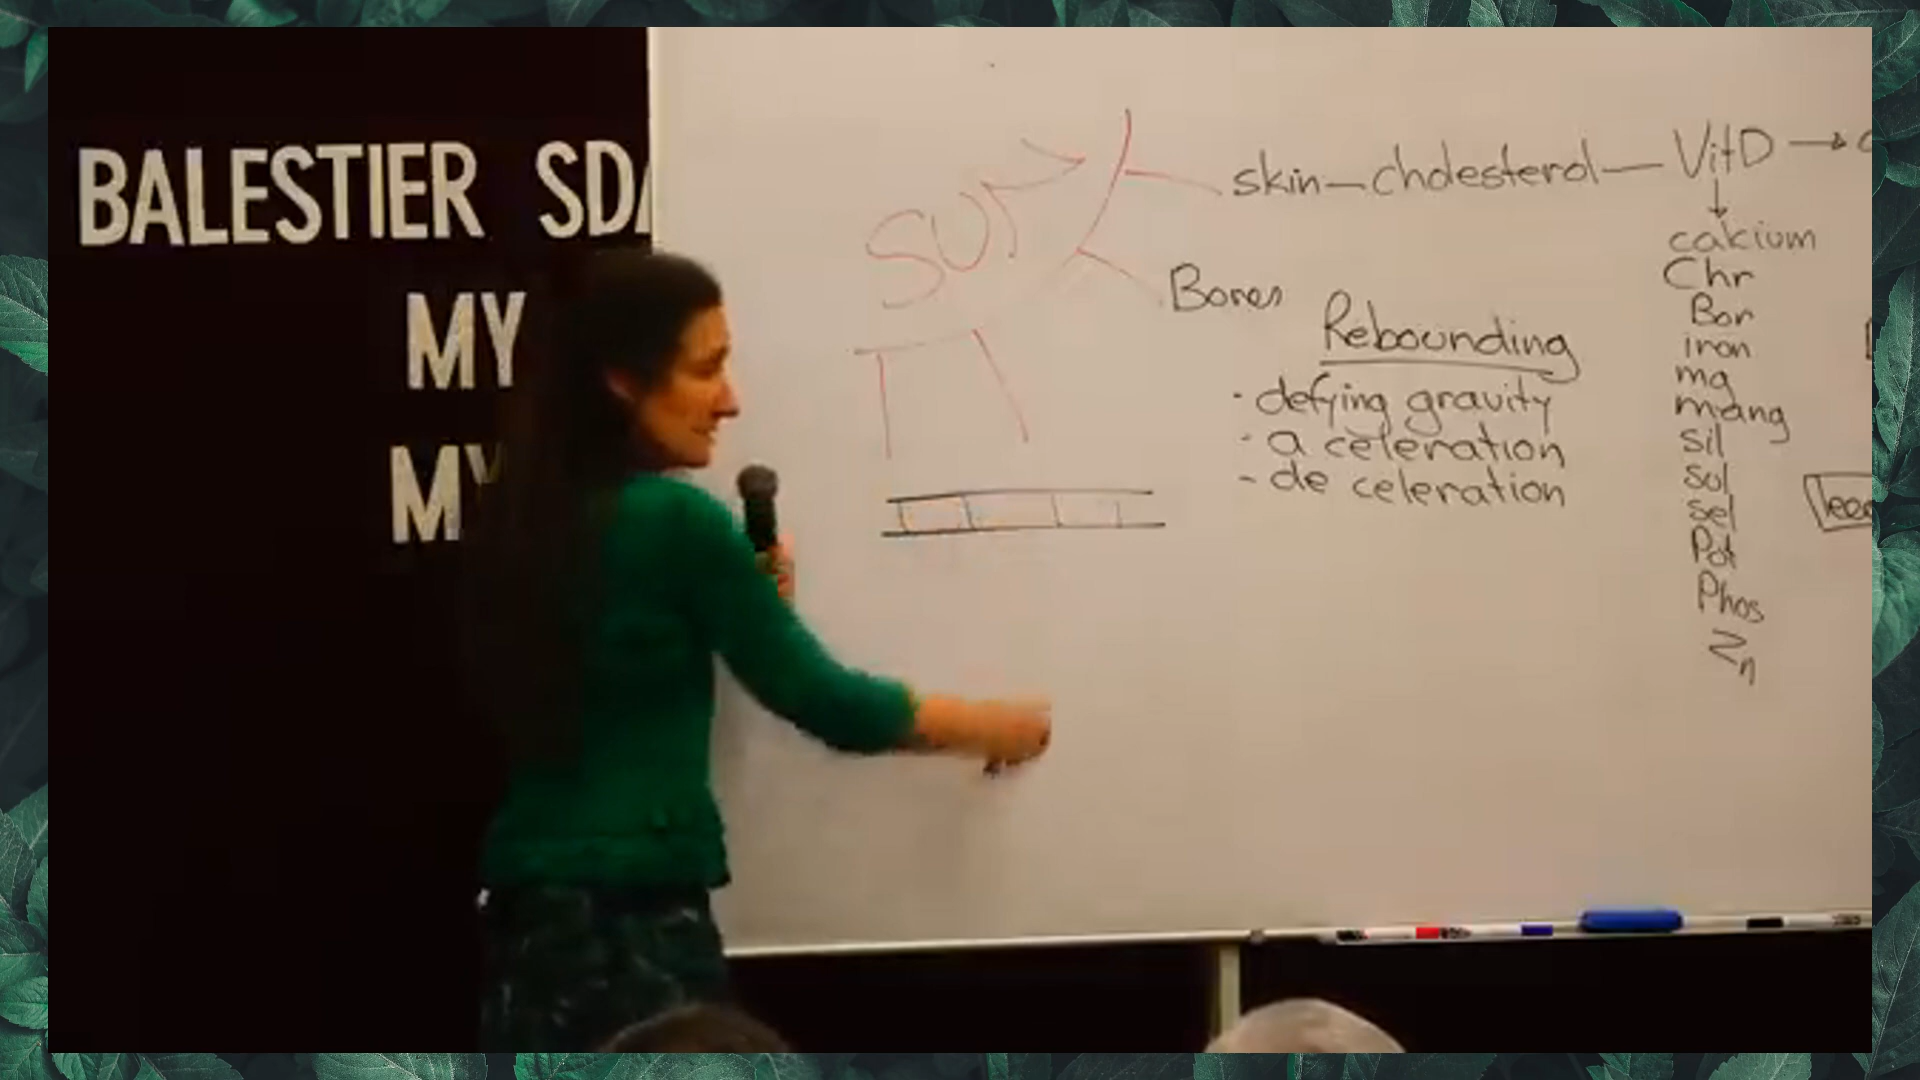 BALESTIER SDA
MY
MY
SUN
skin-cholesterol-VitD →
Bones
calcium
Chr
Bor
iron
mg
mang
sil
sol
sel
Pot
Phos
Zn
Rebounding
· defying gravity
· a celeration
- de celeration